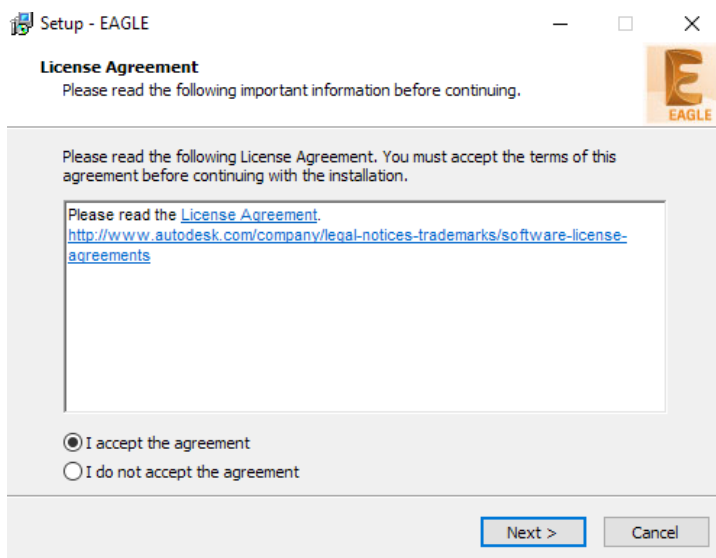 Setup - EAGLE
License Agreement
Please read the following important information before continuing.
EAGLE
Please read the following License Agreement. You must accept the terms of this
agreement before continuing with the installation.
Please read the License Agreement.
http://www.autodesk.com/company/legal-notices-trademarks/software-license-
agreements
I accept the agreement
I do not accept the agreement
Next >
Cancel